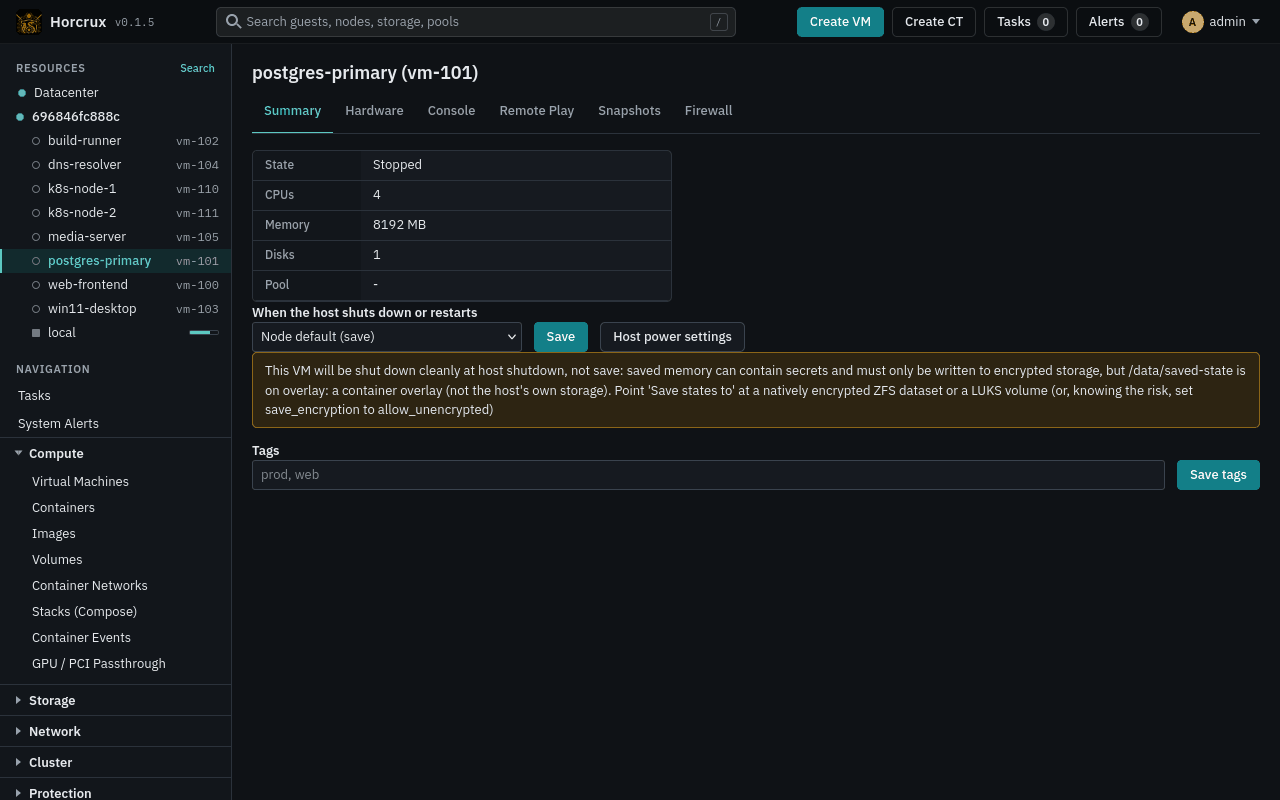 Horcrux v0.1.5
Search guests, nodes, storage, pools
/
Create VM
Create CT
Tasks 0
Alerts 0
A admin
RESOURCES Search
Datacenter
696846fc888c
build-runner vm-102
dns-resolver vm-104
k8s-node-1 vm-110
k8s-node-2 vm-111
media-server vm-105
postgres-primary vm-101
web-frontend vm-100
win11-desktop vm-103
local
NAVIGATION
Tasks
System Alerts
Compute
Virtual Machines
Containers
Images
Volumes
Container Networks
Stacks (Compose)
Container Events
GPU / PCI Passthrough
Storage
Network
Cluster
Protection
postgres-primary (vm-101)
Summary Hardware Console Remote Play Snapshots Firewall
State Stopped
CPUs 4
Memory 8192 MB
Disks 1
Pool -
When the host shuts down or restarts
Node default (save) Save Host power settings
This VM will be shut down cleanly at host shutdown, not save: saved memory can contain secrets and must only be written to encrypted storage, but /data/saved-state is
on overlay: a container overlay (not the host's own storage). Point 'Save states to' at a natively encrypted ZFS dataset or a LUKS volume (or, knowing the risk, set
save_encryption to allow_unencrypted)
Tags
prod, web Save tags